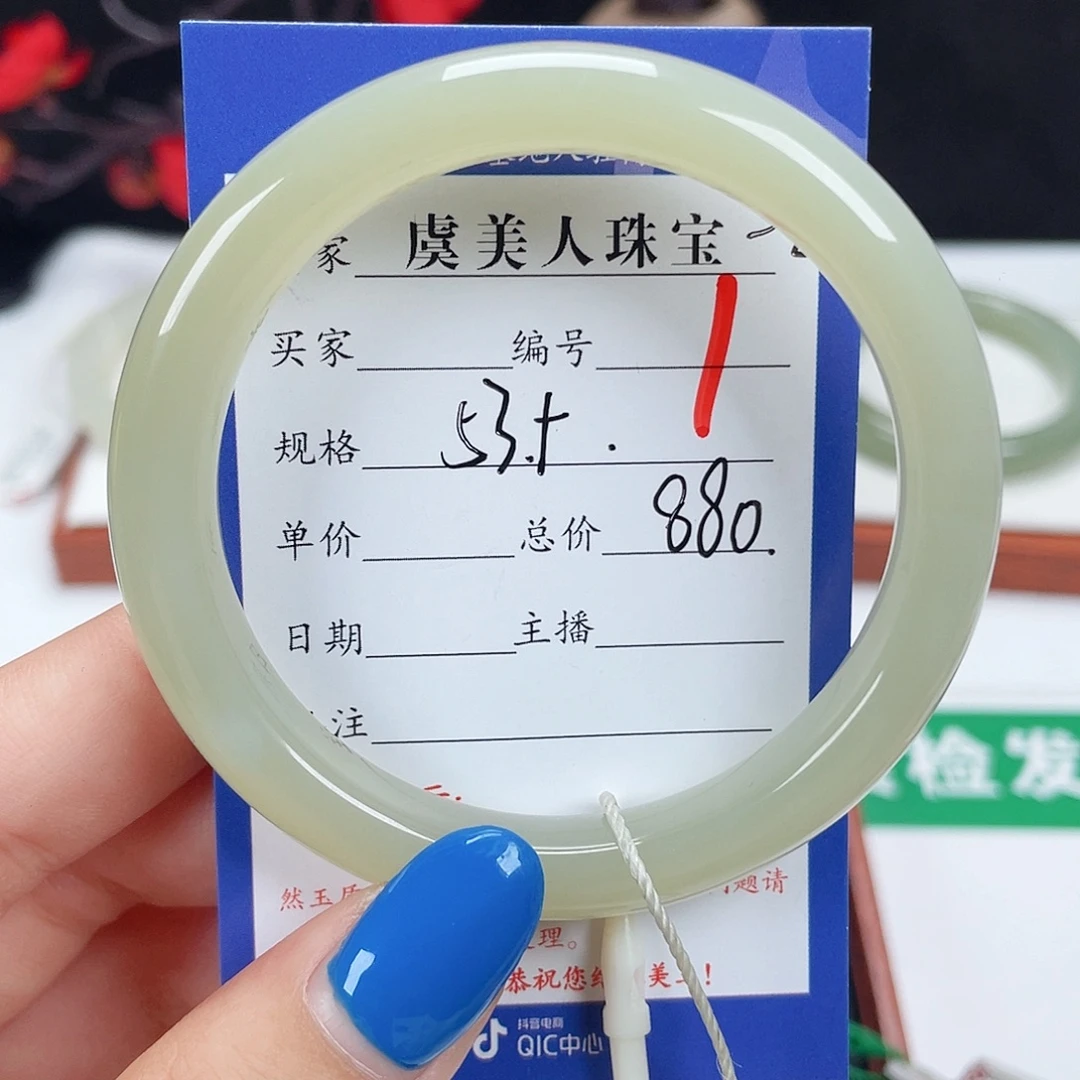 家 虞美人珠宝
买家 编号 1
规格 53.+ .
单价 总价 880.
日期 主播
注
然玉质 题请
理。
恭祝您 美
抖音电商
QIC中心
检发